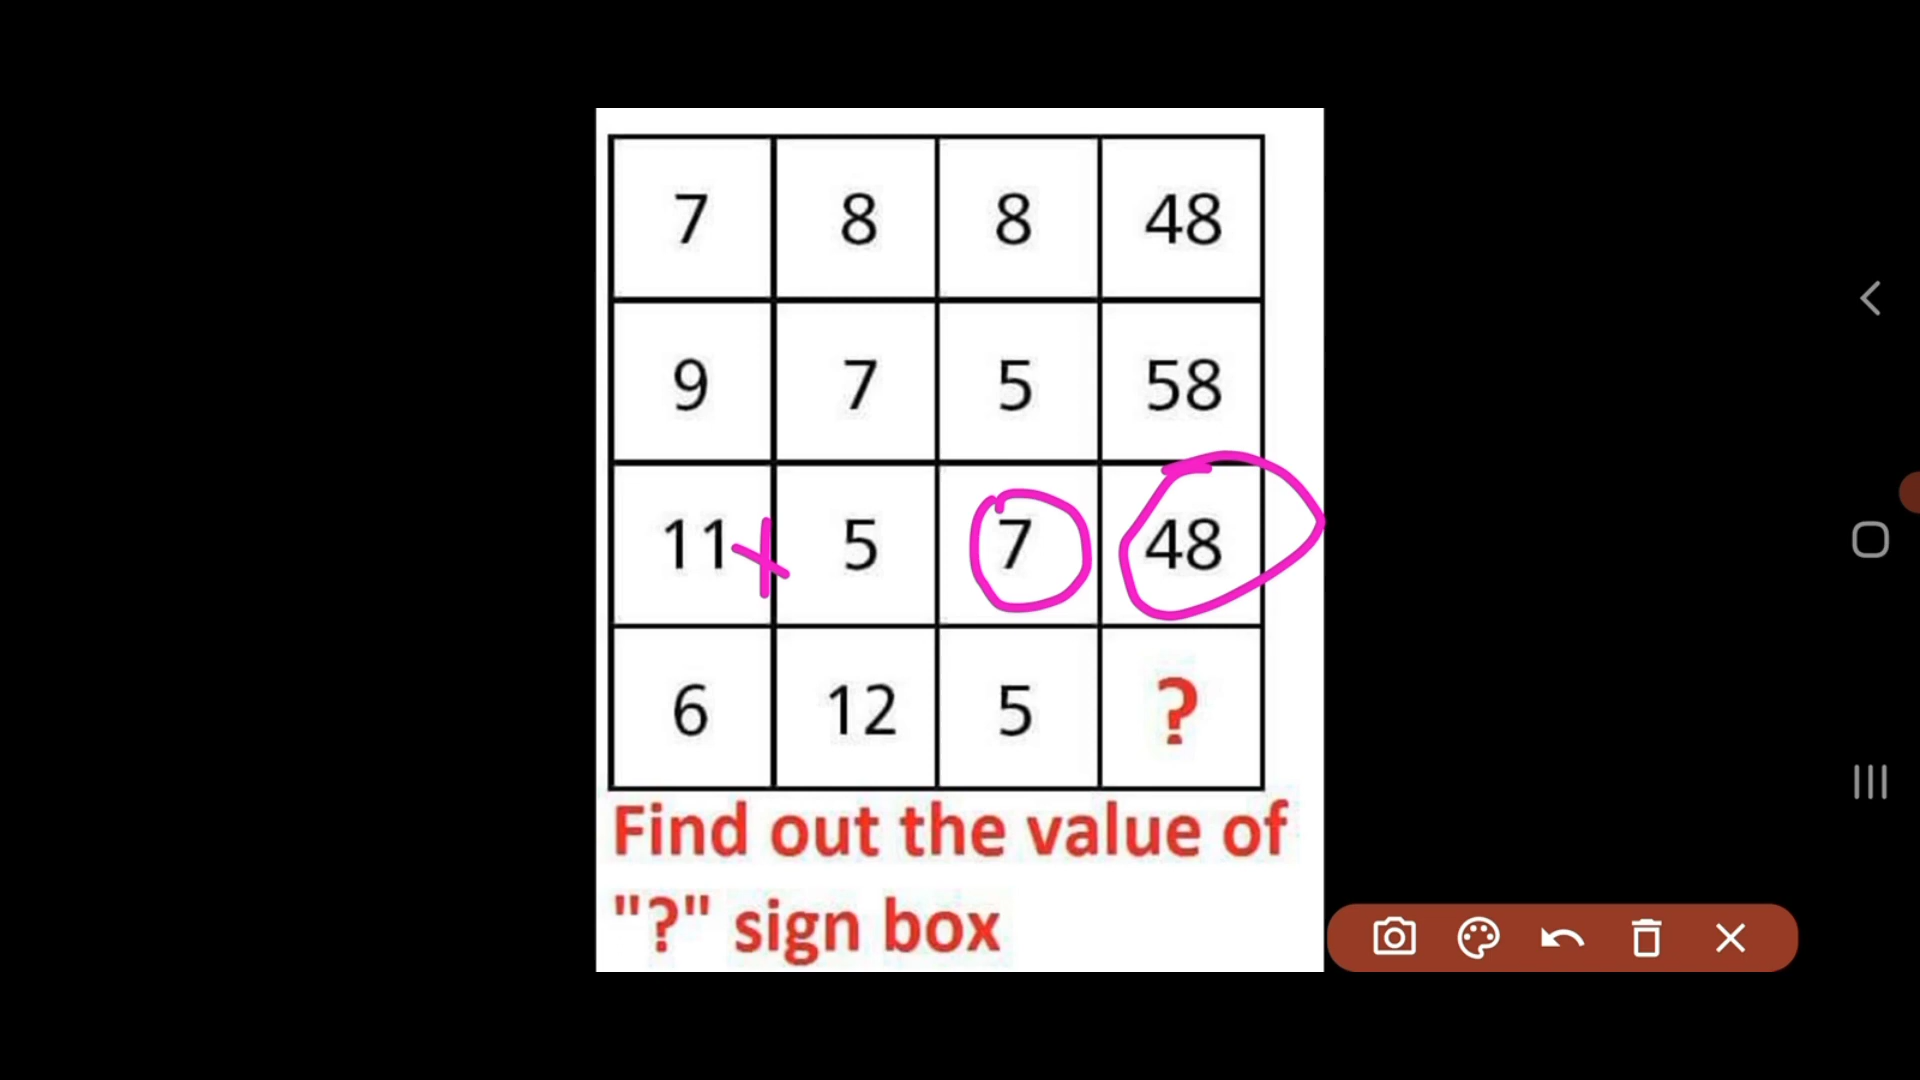 7 8 8 48
9 7 5 58
11 + 5 7 48
6 12 5 ?
Find out the value of
"?" sign box